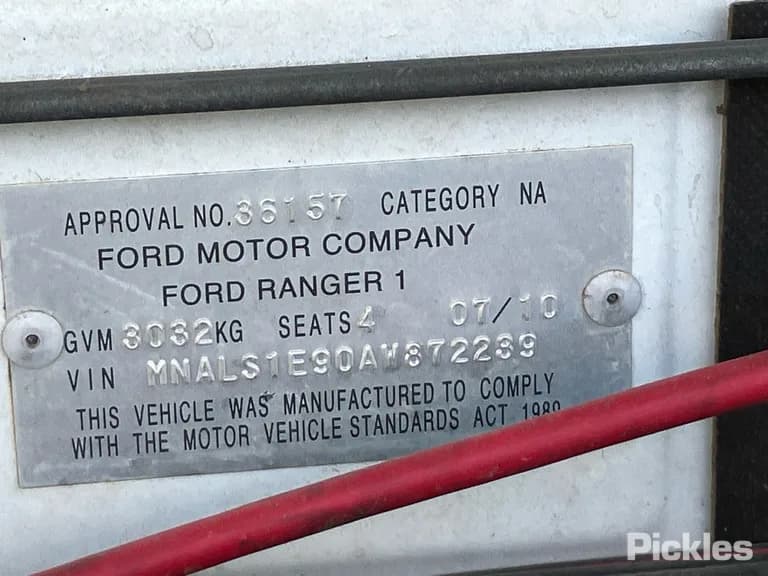 APPROVAL NO. 36157 CATEGORY NA
FORD MOTOR COMPANY
FORD RANGER 1
GVM 3032KG SEATS 4 07/10
VIN MNALS1E90AW872239
THIS VEHICLE WAS MANUFACTURED TO COMPLY
WITH THE MOTOR VEHICLE STANDARDS ACT 1989
Pickles